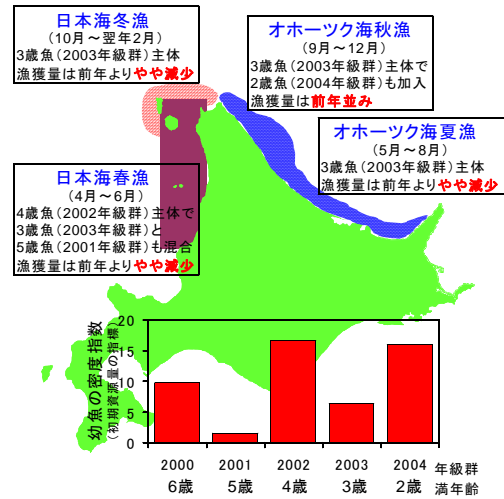 日本海冬漁
(10月～翌年2月)
3歳魚(2003年級群)主体
漁獲量は前年よりやや減少
オホーツク海秋漁
(9月～12月)
3歳魚(2003年級群)主体で
2歳魚(2004年級群)も加入
漁獲量は前年並み
オホーツク海夏漁
(5月～8月)
3歳魚(2003年級群)主体
漁獲量は前年よりやや減少
日本海春漁
(4月～6月)
4歳魚(2002年級群)主体で
3歳魚(2003年級群)と
5歳魚(2001年級群)も混合
漁獲量は前年よりやや減少
幼魚の密度指数
(初期資源量の指標)
20
15
10
5
0
2000 2001 2002 2003 2004 年級群
6歳 5歳 4歳 3歳 2歳 満年齢